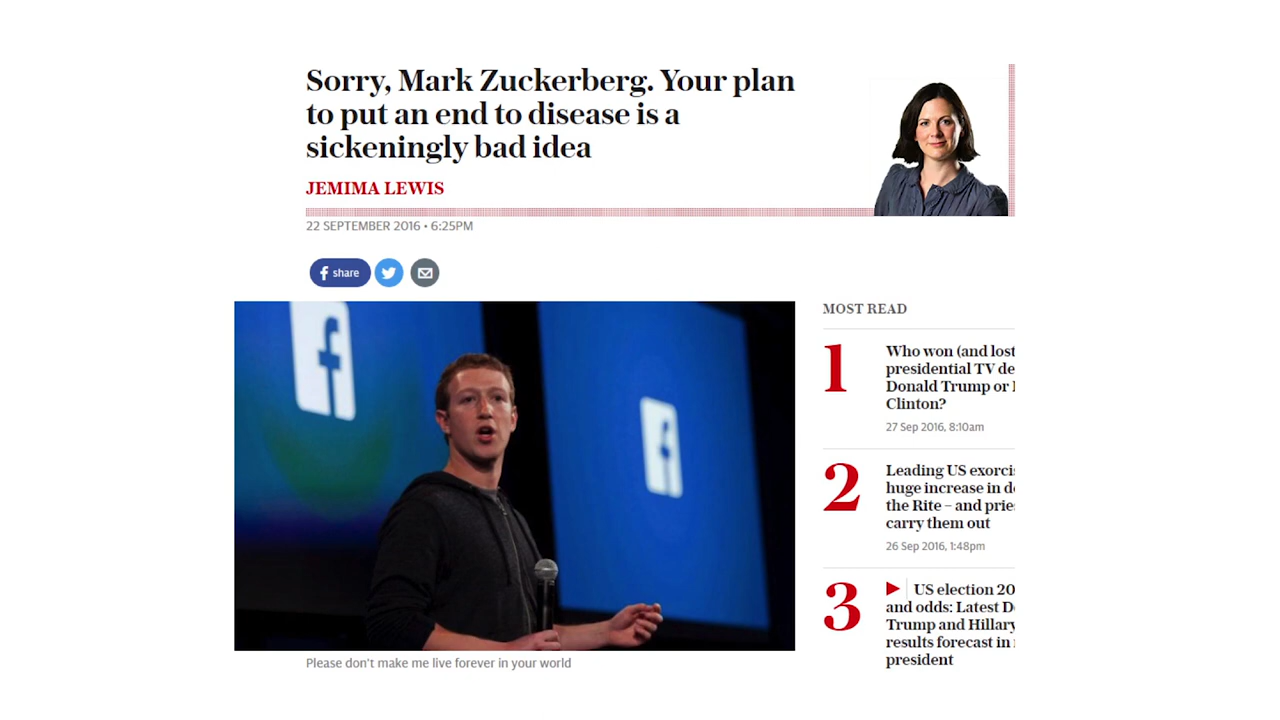 Sorry, Mark Zuckerberg. Your plan
to put an end to disease is a
sickeningly bad idea
JEMIMA LEWIS
22 SEPTEMBER 2016 • 6:25PM
f share
f
f
Please don't make me live forever in your world
MOST READ
1
Who won (and lost
presidential TV de
Donald Trump or
Clinton?
27 Sep 2016, 8:10am
2
Leading US exorci
huge increase in d
the Rite – and prie
carry them out
26 Sep 2016, 1:48pm
3
US election 20
and odds: Latest D
Trump and Hillary
results forecast in
president